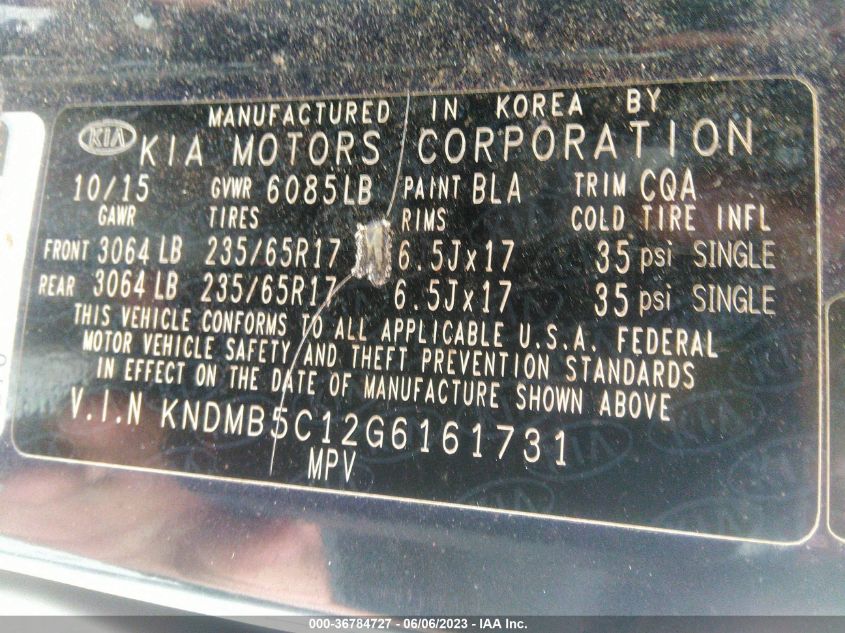 MANUFACTURED IN KOREA BY
KIA KIA MOTORS CORPORATION
10/15 GVWR 6085LB PAINT BLA TRIM CQA
GAWR TIRES RIMS COLD TIRE INFL
FRONT 3064 LB 235/65R17 6.5Jx17 35 psi SINGLE
REAR 3064 LB 235/65R17 6.5Jx17 35 psi SINGLE
THIS VEHICLE CONFORMS TO ALL APPLICABLE U.S.A. FEDERAL
MOTOR VEHICLE SAFETY AND THEFT PREVENTION STANDARDS
IN EFFECT ON THE DATE OF MANUFACTURE SHOWN ABOVE
V.I.N KNDMB5C12G6161731
MPV
000-36784727 - 06/06/2023 - IAA Inc.